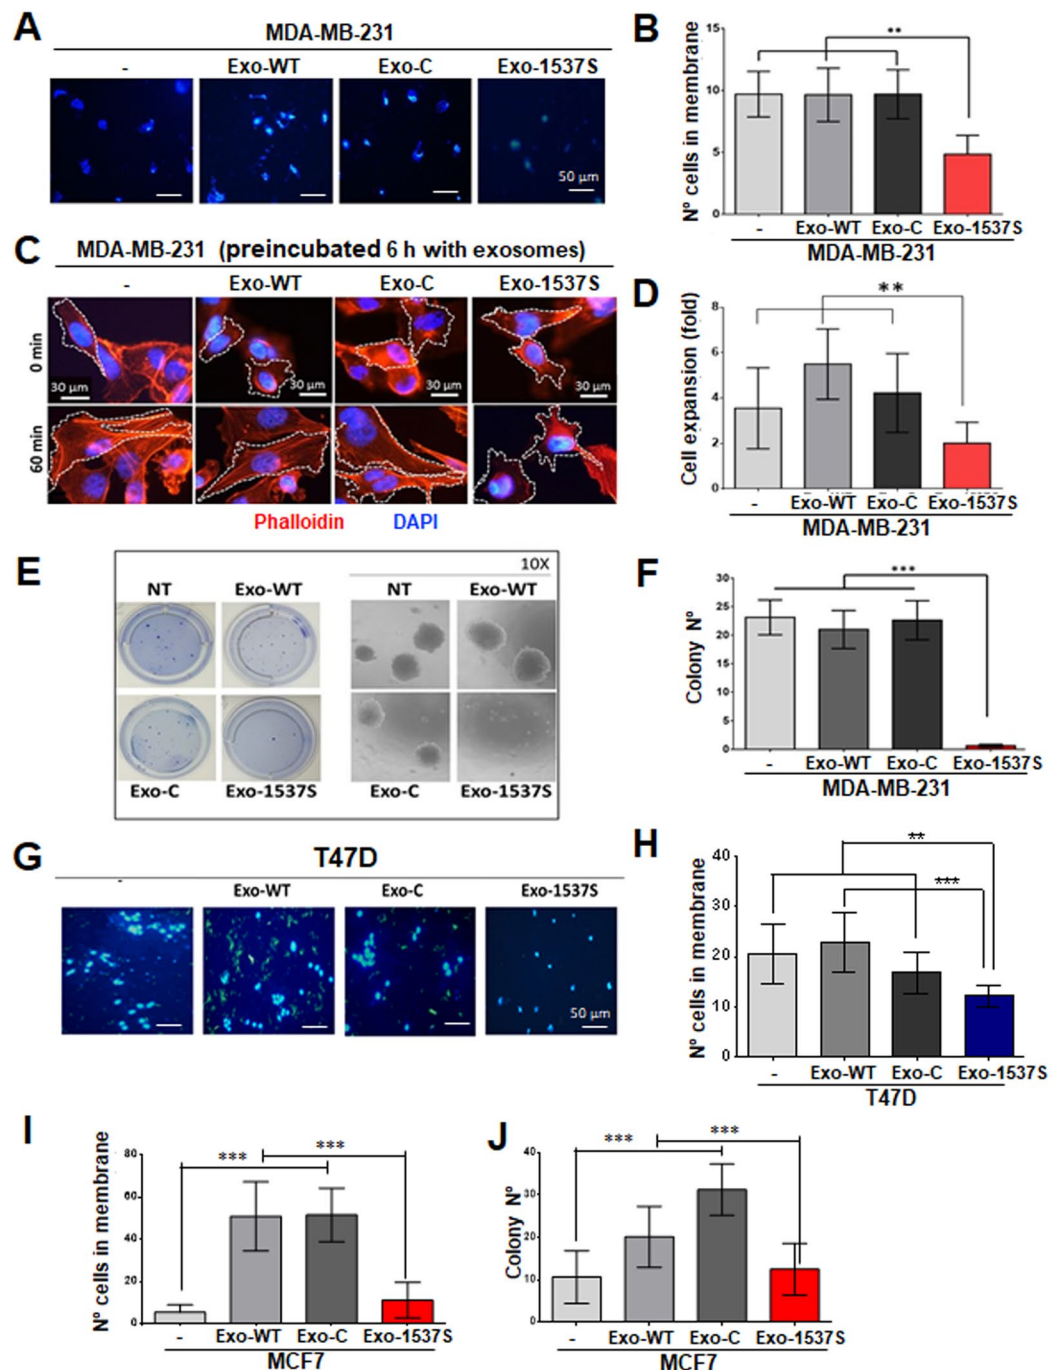 A
MDA-MB-231
- Exo-WT Exo-C Exo-1537S
50 µm
B
15
**
10
5
0
Nº cells in membrane
- Exo-WT Exo-C Exo-1537S
MDA-MB-231
C
MDA-MB-231 (preincubated 6 h with exosomes)
- Exo-WT Exo-C Exo-1537S
0 min
30 µm 30 µm 30 µm 30 µm
60 min
Phalloidin DAPI
D
8
**
6
4
2
0
Cell expansion (fold)
- Exo-WT Exo-C Exo-1537S
MDA-MB-231
E
10X
NT Exo-WT NT Exo-WT
Exo-C Exo-1537S Exo-C Exo-1537S
F
30
***
25
20
15
10
5
0
Colony Nº
- Exo-WT Exo-C Exo-1537S
MDA-MB-231
G
T47D
- Exo-WT Exo-C Exo-1537S
50 µm
H
**
40
***
30
20
10
0
Nº cells in membrane
- Exo-WT Exo-C Exo-1537S
T47D
I
80
*** ***
60
40
20
0
Nº cells in membrane
- Exo-WT Exo-C Exo-1537S
MCF7
J
*** ***
40
30
20
10
0
Colony Nº
- Exo-WT Exo-C Exo-1537S
MCF7